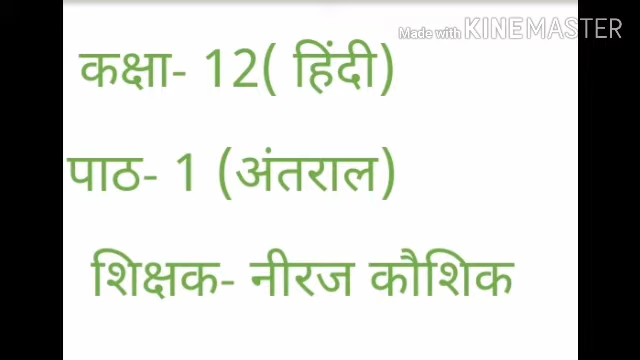 Made with KINEMASTER
कक्षा- 12( हिंदी)
पाठ- 1 (अंतराल)
शिक्षक- नीरज कौशिक